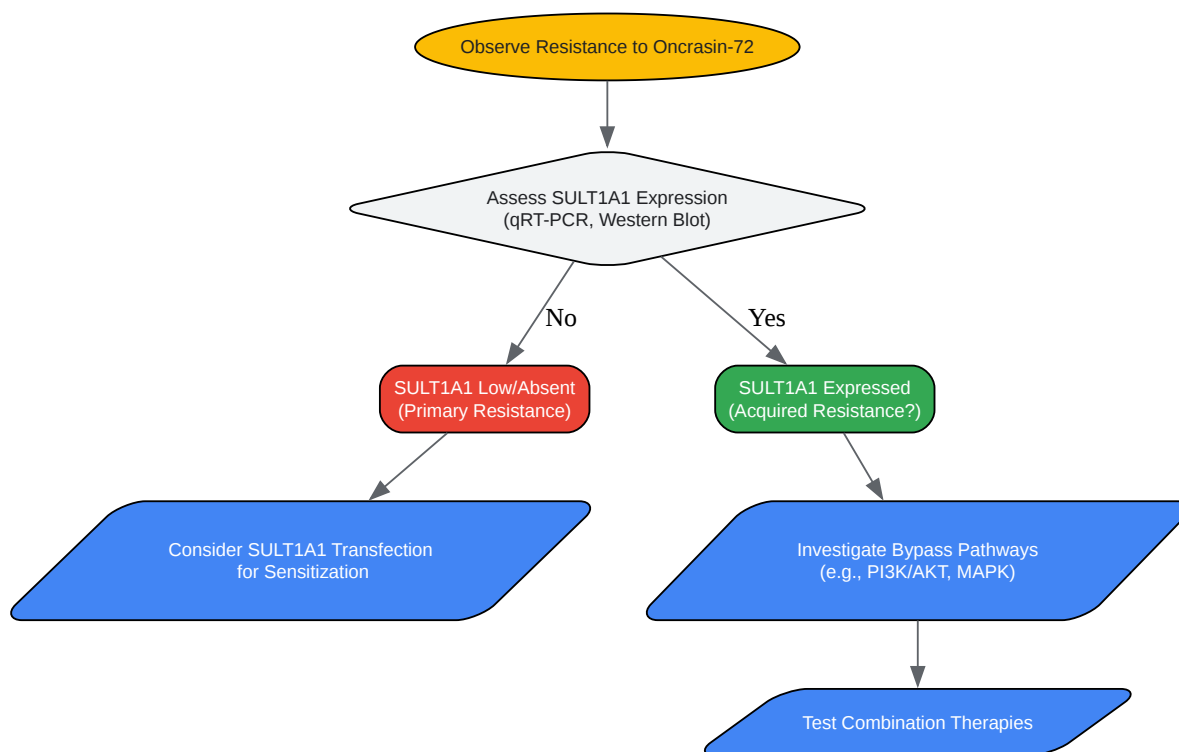 Observe Resistance to Oncrasin-72
Assess SULT1A1 Expression
(qRT-PCR, Western Blot)
No
Yes
SULT1A1 Low/Absent
(Primary Resistance)
SULT1A1 Expressed
(Acquired Resistance?)
Consider SULT1A1 Transfection
for Sensitization
Investigate Bypass Pathways
(e.g., PI3K/AKT, MAPK)
Test Combination Therapies